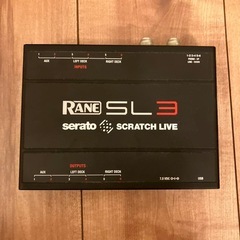 AUX LEFT DECK RIGHT DECK
INPUTS
RANE SL3
serato SCRATCH LIVE
OUTPUTS
AUX LEFT DECK RIGHT DECK
USB